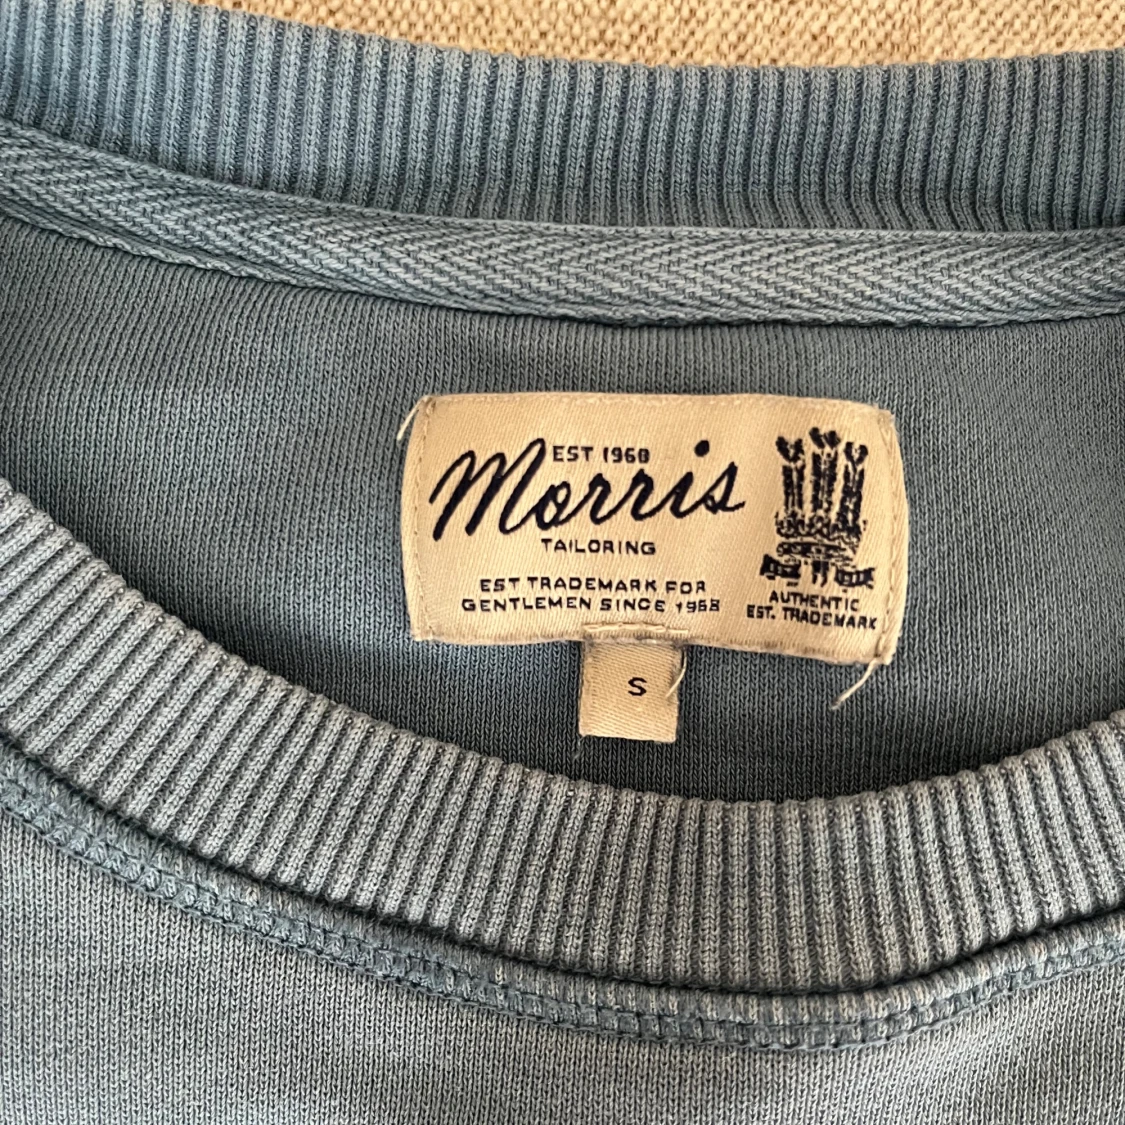 EST 1968
Morris
TAILORING
EST TRADEMARK FOR
GENTLEMEN SINCE 1968
AUTHENTIC
EST. TRADEMARK
S